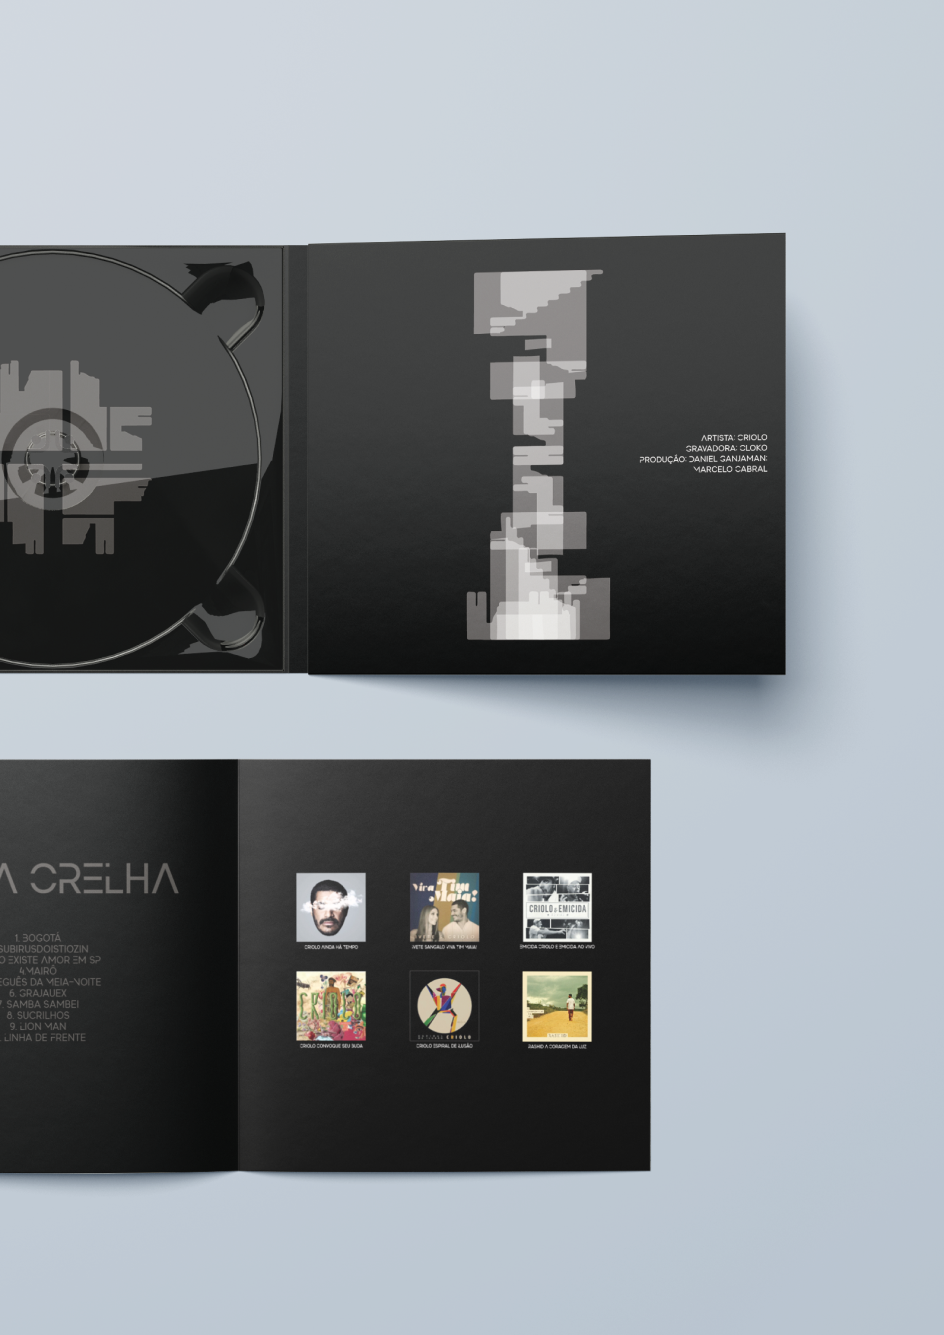 ARTISTA: CRIOLO
GRAVADORA: OLOKO
PRODUÇÃO: DANIEL GANJAMAN:
MARCELO CABRAL
A ORELHA
1. BOGOTÁ
SUBIRUSDOISTIOZIN
O EXISTE AMOR EM SP
4.MAIRÔ
EGUÊS DA MEIA-NOITE
6. GRAJAUEX
7. SAMBA SAMBEI
8. SUCRILHOS
9. LION MAN
. LINHA DE FRENTE
Viva Tim Maia!
CRIOLO E EMICIDA
CRIOLO AINDA HÁ TEMPO
IVETE SANGALO VIVA TIM MAIA!
EMICIDA CRIOLO E EMICIDA AO VIVO
CRIOLO
CRIOLO CONVOQUE SEU BUDA
CRIOLO ESPIRAL DE ILUSÃO
RASHID A CORAGEM DA LUZ